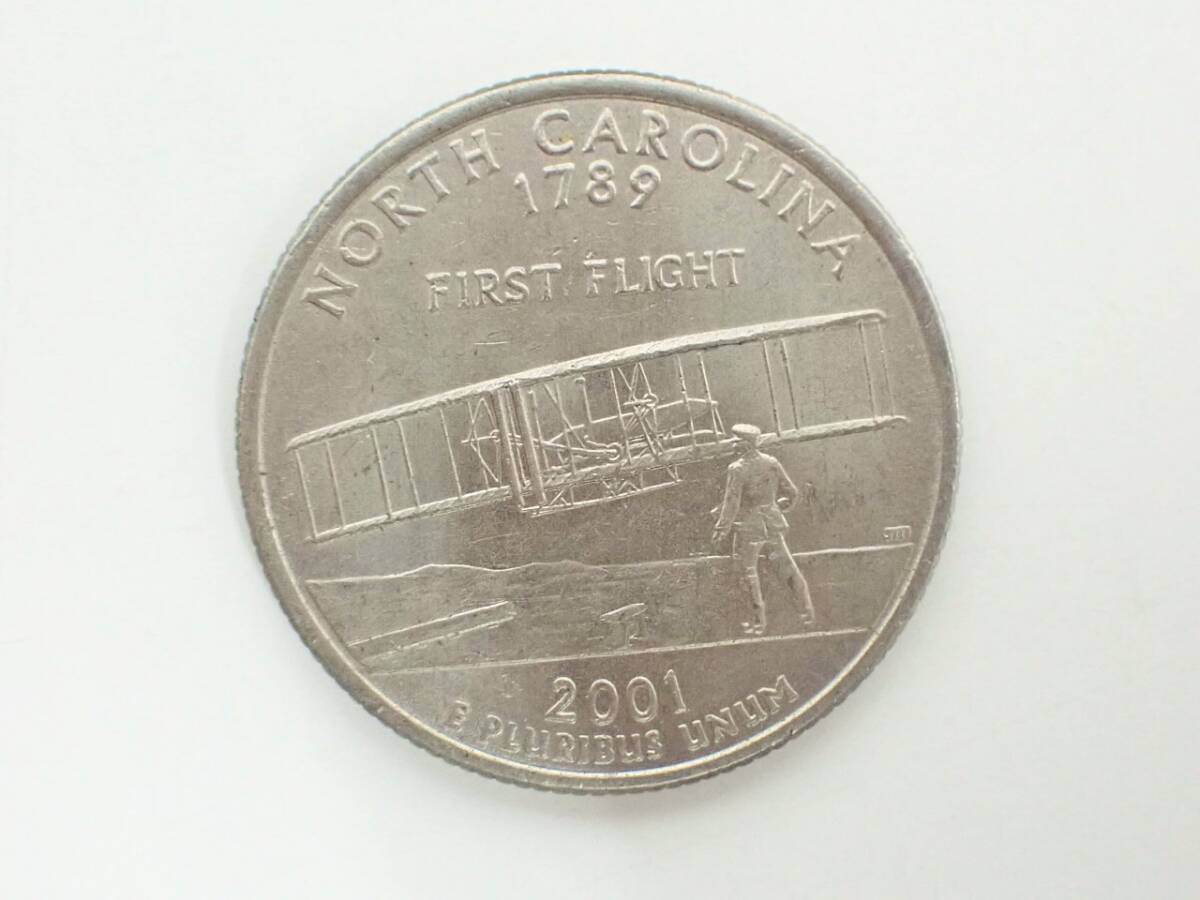 NORTH CAROLINA
1789
FIRST FLIGHT
2001
E PLURIBUS UNUM